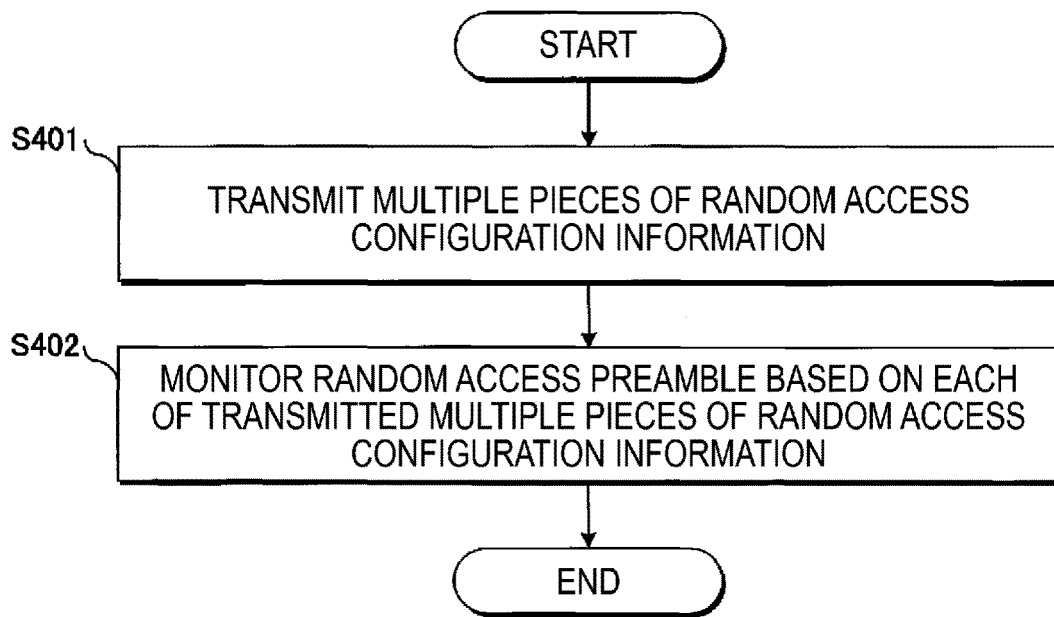 START
S401
TRANSMIT MULTIPLE PIECES OF RANDOM ACCESS
CONFIGURATION INFORMATION
S402
MONITOR RANDOM ACCESS PREAMBLE BASED ON EACH
OF TRANSMITTED MULTIPLE PIECES OF RANDOM ACCESS
CONFIGURATION INFORMATION
END